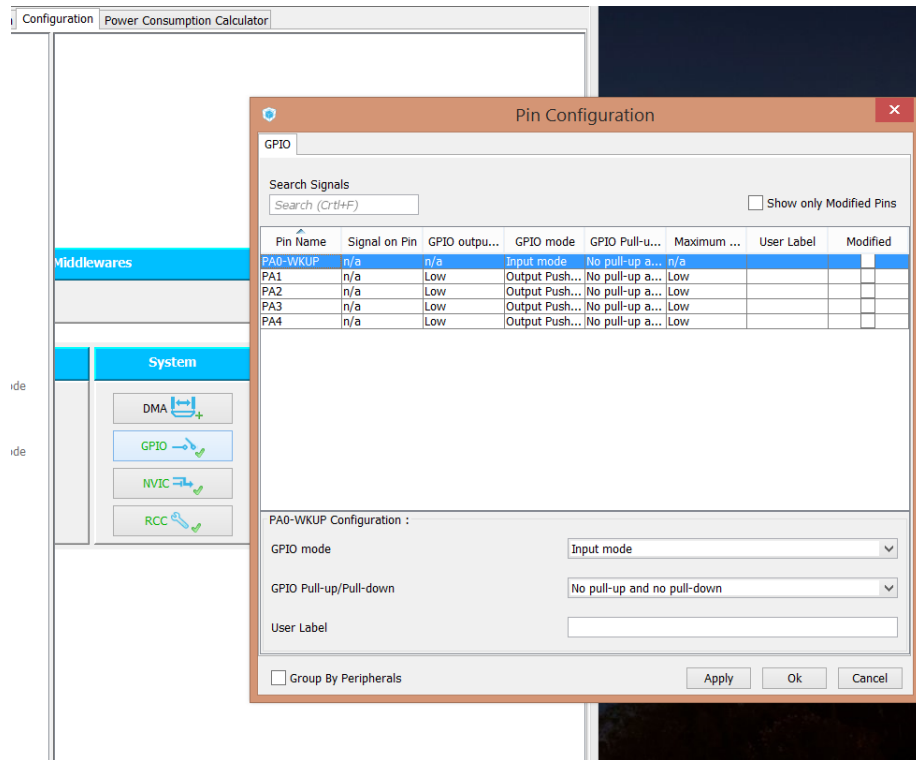 Configuration Power Consumption Calculator
Pin Configuration
GPIO
Search Signals
Search (Crtl+F)
Show only Modified Pins
Pin Name Signal on Pin GPIO outpu... GPIO mode GPIO Pull-u... Maximum ... User Label Modified
PA0-WKUP n/a n/a Input mode No pull-up a... n/a
PA1 n/a Low Output Push... No pull-up a... Low
PA2 n/a Low Output Push... No pull-up a... Low
PA3 n/a Low Output Push... No pull-up a... Low
PA4 n/a Low Output Push... No pull-up a... Low
Middlewares
System
DMA
GPIO
NVIC
RCC
PA0-WKUP Configuration :
GPIO mode Input mode
GPIO Pull-up/Pull-down No pull-up and no pull-down
User Label
Group By Peripherals
Apply Ok Cancel